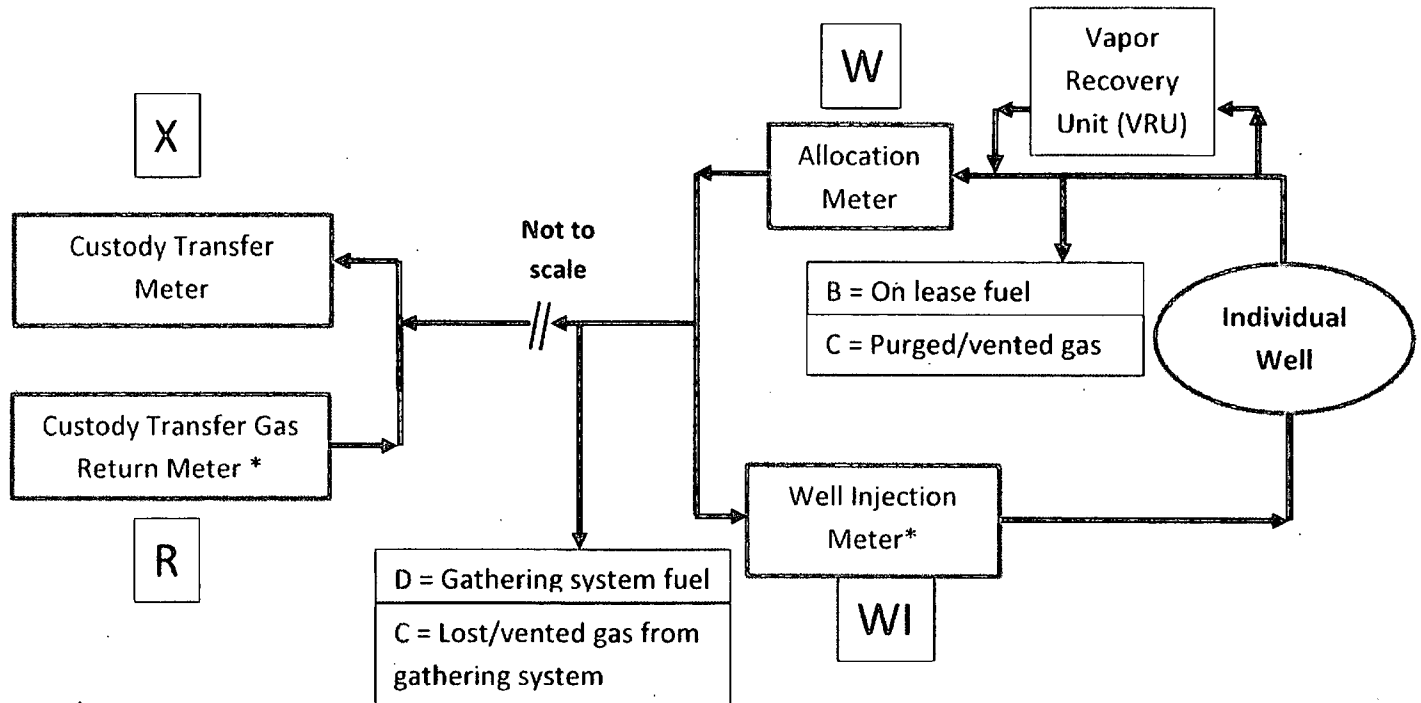 X
Custody Transfer
Meter
Custody Transfer Gas
Return Meter *
R
Not to
scale
D = Gathering system fuel
C = Lost/vented gas from
gathering system
W
Allocation
Meter
Vapor
Recovery
Unit (VRU)
B = On lease fuel
C = Purged/vented gas
Individual
Well
Well Injection
Meter*
WI